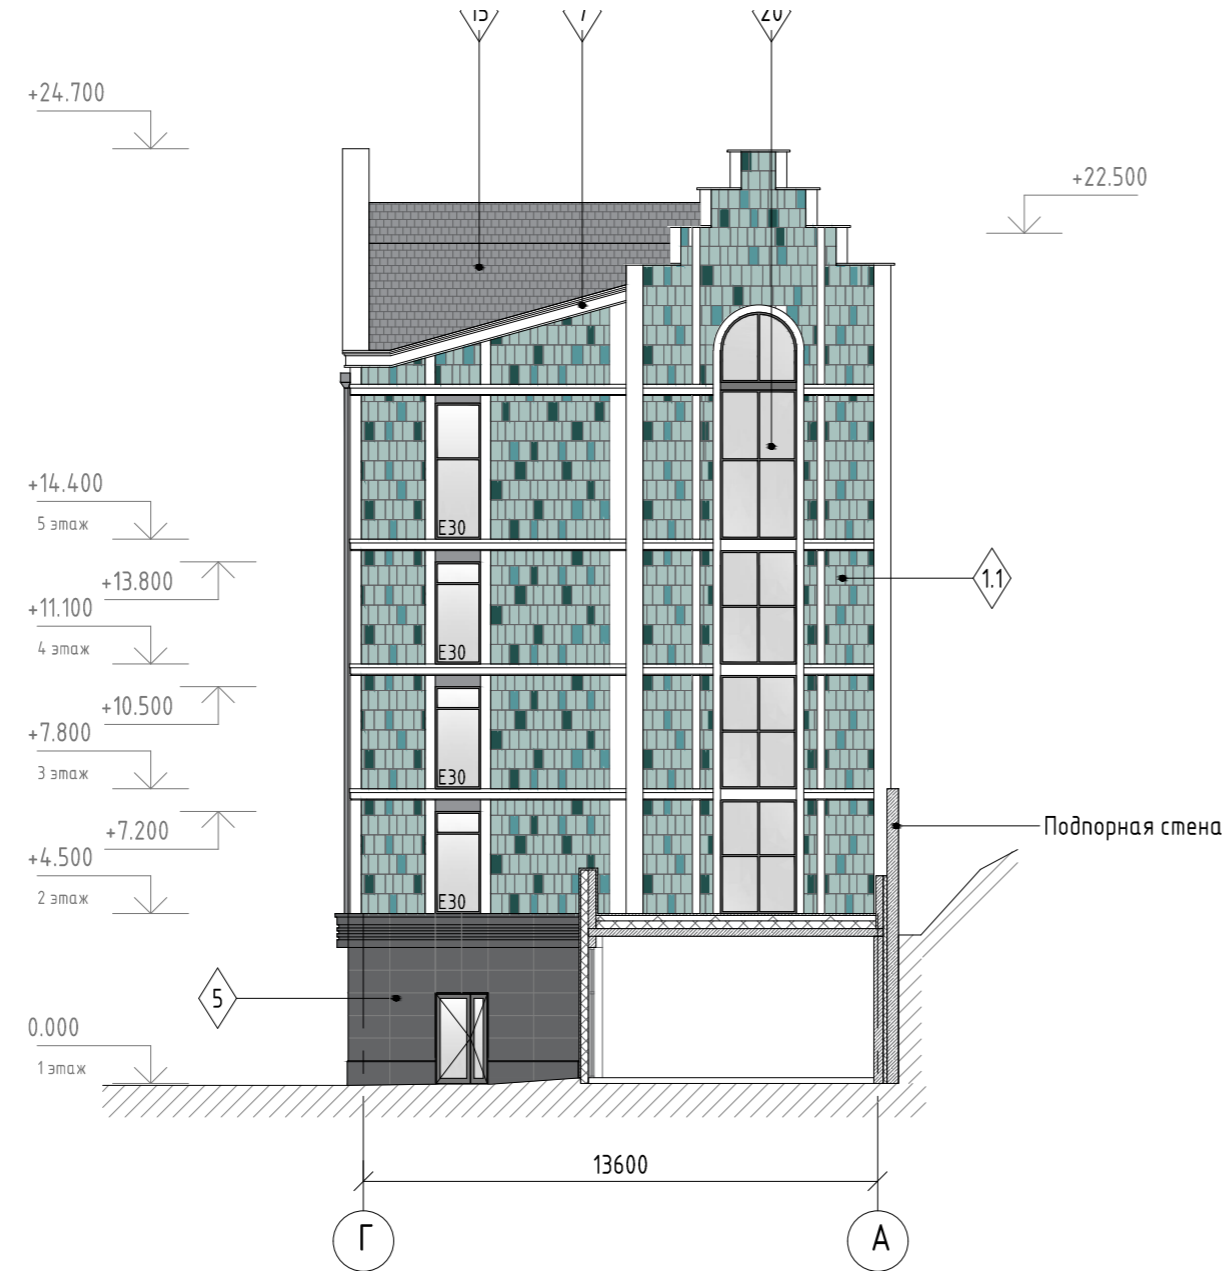 15
7
20
+24.700
+22.500
+14.400
5 этаж
E30
+13.800
1.1
+11.100
4 этаж
E30
+10.500
+7.800
3 этаж
E30
+7.200
Подпорная стена
+4.500
2 этаж
E30
5
0.000
1 этаж
13600
Г
А